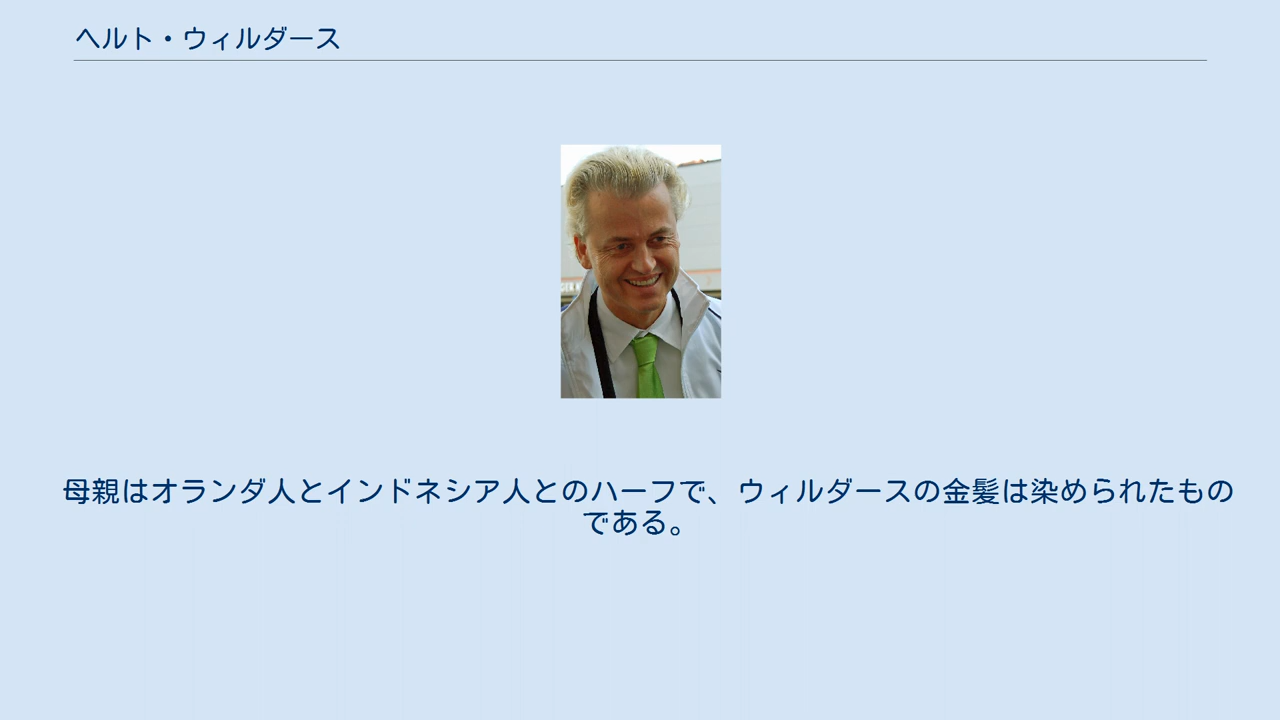 ヘルト・ウィルダース
母親はオランダ人とインドネシア人とのハーフで、ウィルダースの金髪は染められたもの
である。